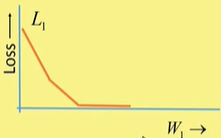 L₁
Loss →
W₁ →